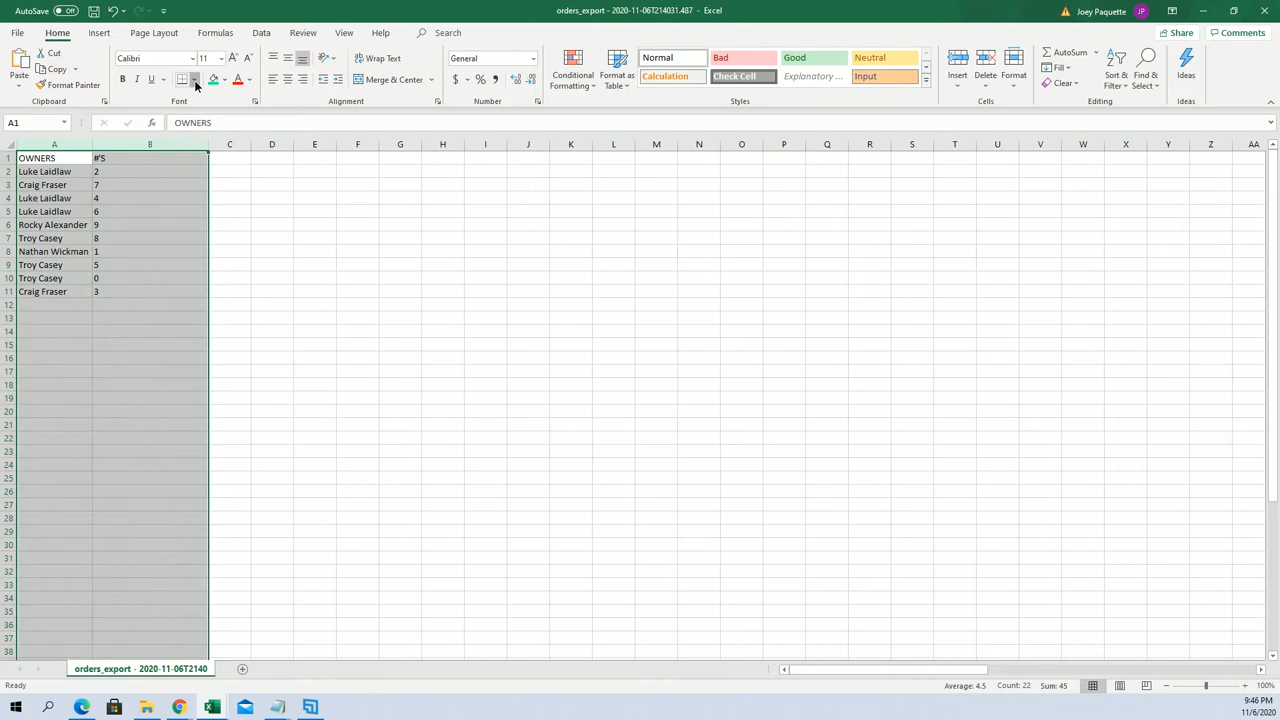 AutoSave Off
orders_export - 2020-11-06T214031.487 - Excel
Joey Paquette JP
File Home Insert Page Layout Formulas Data Review View Help Search
Share Comments
Paste
Cut
Copy
Format Painter
Clipboard
Calibri 11
B I U
Font
Wrap Text
Merge & Center
Alignment
General
$ % ,
Number
Conditional Formatting
Format as Table
Normal Bad Good Neutral
Calculation Check Cell Explanatory ... Input
Styles
Insert Delete Format
Cells
AutoSum
Fill
Clear
Sort & Filter
Find & Select
Editing
Ideas
Ideas
A1 fx OWNERS
A B C D E F G H I J K L M N O P Q R S T U V W X Y Z AA
1 OWNERS #'S
2 Luke Laidlaw 2
3 Craig Fraser 7
4 Luke Laidlaw 4
5 Luke Laidlaw 6
6 Rocky Alexander 9
7 Troy Casey 8
8 Nathan Wickman 1
9 Troy Casey 5
10 Troy Casey 0
11 Craig Fraser 3
12
13
14
15
16
17
18
19
20
21
22
23
24
25
26
27
28
29
30
31
32
33
34
35
36
37
38
orders_export - 2020-11-06T2140
Ready
Average: 4.5 Count: 22 Sum: 45
100%
9:46 PM
11/6/2020